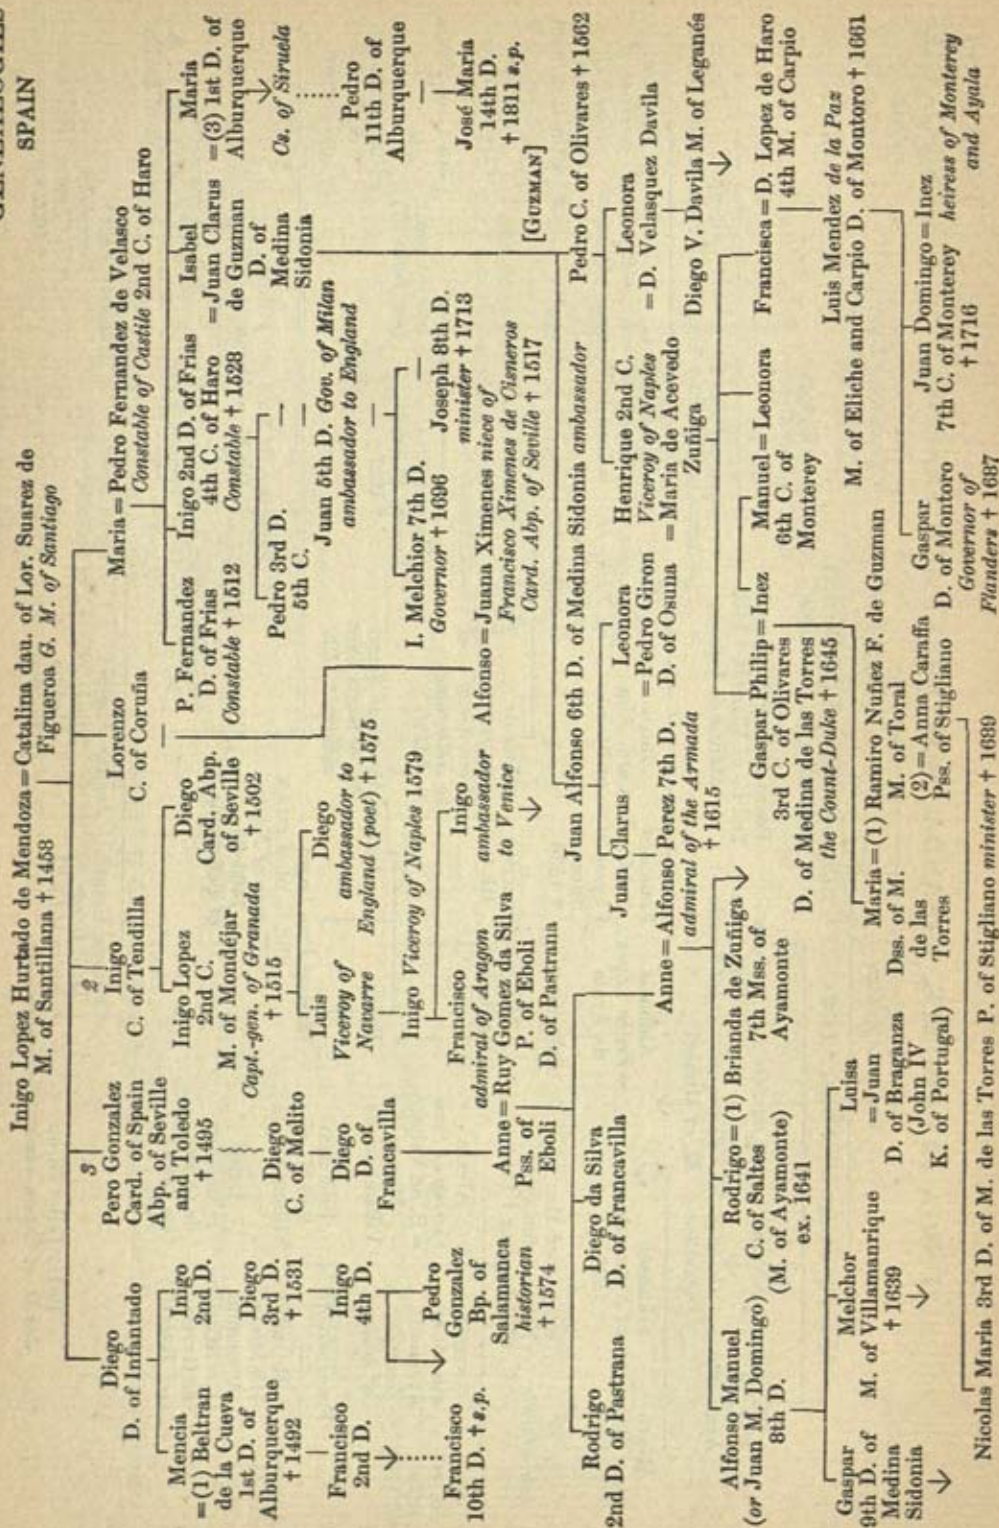 GENEALOGIES
SPAIN
Inigo Lopez Hurtado de Mendoza = Catalina dau. of Lor. Suarez de
M. of Santillana † 1458 Figueroa G. M. of Santiago
Diego
D. of Infantado
3
Pero Gonzalez
Card. of Spain
Abp. of Seville
and Toledo
† 1495
2
Inigo
C. of Tendilla
Lorenzo
C. of Coruña
Maria = Pedro Fernandez de Velasco
Constable of Castile 2nd C. of Haro
Mencia
= (1) Beltran
de la Cueva
1st D. of
Alburquerque
† 1492
Inigo
2nd D.
Diego
3rd D.
† 1531
Inigo
4th D.
Francisco
2nd D.
Francisco
10th D. † s.p.
Pedro
Gonzalez
Bp. of
Salamanca
historian
† 1574
Diego
C. of Melito
Diego
D. of
Francavilla
Inigo Lopez
2nd C.
M. of Mondéjar
Capt.-gen. of Granada
† 1515
Diego
Card. Abp.
of Seville
† 1502
Luis
Viceroy of
Navarre
Diego
ambassador to
England (poet) † 1575
Inigo Viceroy of Naples 1579
Francisco
admiral of Aragon
Inigo
ambassador
to Venice
P. Fernandez
D. of Frias
Constable † 1512
Inigo 2nd D. of Frias
4th C. of Haro
Constable † 1528
Isabel
= Juan Clarus
de Guzman
D. of
Medina
Sidonia
Maria
= (3) 1st D. of
Alburquerque
Cs. of Siruela
Pedro
11th D. of
Alburquerque
José Maria
14th D.
† 1811 s.p.
Pedro 3rd D.
5th C.
Juan 5th D. Gov. of Milan
ambassador to England
I. Melchior 7th D.
Governor † 1696
Joseph 8th D.
minister † 1713
Alfonso = Juana Ximenes niece of
Francisco Ximenes de Cisneros
Card. Abp. of Seville † 1517
[GUZMAN]
Anne = Ruy Gomez da Silva
Pss. of P. of Eboli
Eboli D. of Pastrana
Juan Alfonso 6th D. of Medina Sidonia ambassador
Pedro C. of Olivares † 1562
Rodrigo
2nd D. of Pastrana
Diego da Silva
D. of Francavilla
Juan Clarus
Leonora
= Pedro Giron
D. of Osuna
Henrique 2nd C.
Viceroy of Naples
= Maria de Acevedo
Zuñiga
Leonora
= D. Velasquez Davila
Diego V. Davila M. of Leganés
Anne = Alfonso Perez 7th D.
admiral of the Armada
† 1615
Alfonso Manuel
(or Juan M. Domingo)
8th D.
Rodrigo = (1) Brianda de Zuñiga
C. of Saltes 7th Mss. of
(M. of Ayamonte) Ayamonte
ex. 1641
Gaspar Philip = Inez
3rd C. of Olivares
D. of Medina de las Torres
the Count-Duke † 1645
Manuel = Leonora
6th C. of
Monterey
Francisca = D. Lopez de Haro
4th M. of Carpio
Luis Mendez de la Paz
M. of Eliche and Carpio D. of Montoro † 1661
Gaspar
9th D. of
Medina
Sidonia
Melchor
M. of Villamanrique
† 1639
Luisa
= Juan
D. of Braganza
(John IV
K. of Portugal)
Maria = (1) Ramiro Nuñez F. de Guzman
Dss. of M. M. of Toral
de las (2) = Anna Caraffa
Torres Pss. of Stigliano
Gaspar
D. of Montoro
Governor of
Flanders † 1687
Juan Domingo = Inez
7th C. of Monterey heiress of Monterey
† 1716 and Ayala
Nicolas Maria 3rd D. of M. de las Torres P. of Stigliano minister † 1689